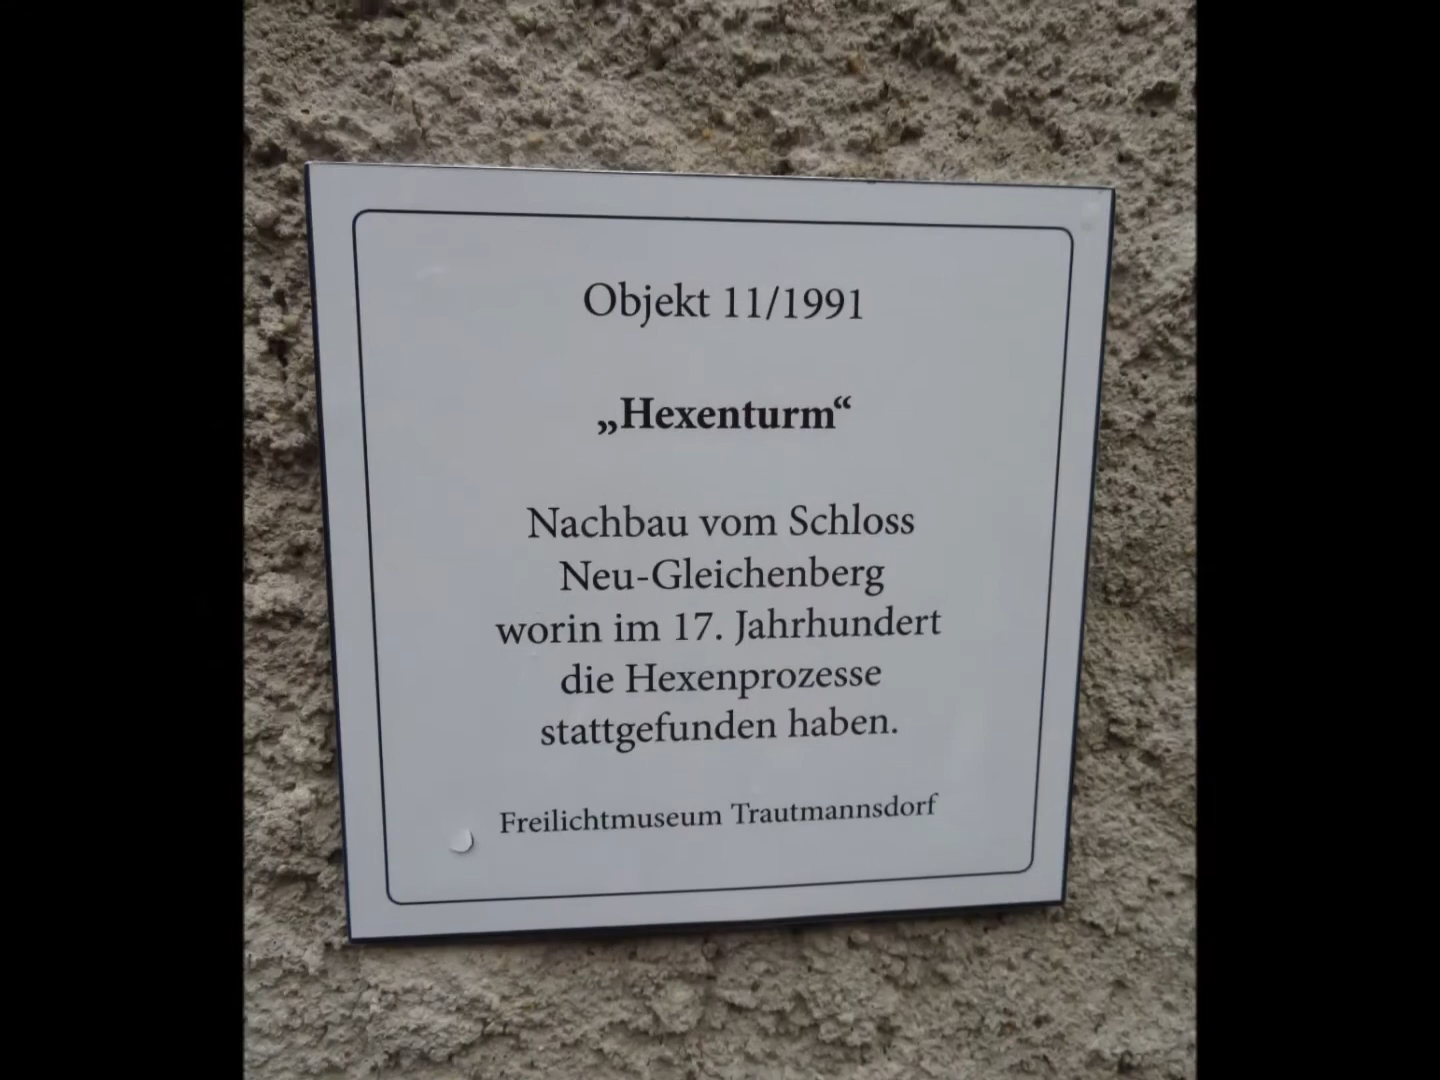 Objekt 11/1991
„Hexenturm“
Nachbau vom Schloss
Neu-Gleichenberg
worin im 17. Jahrhundert
die Hexenprozesse
stattgefunden haben.
Freilichtmuseum Trautmannsdorf